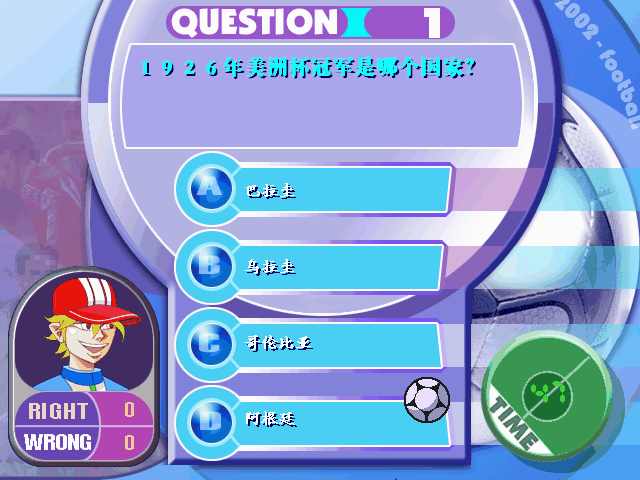 QUESTION 1
2002 - football
1926年美洲杯冠军是哪个国家?
A 巴拉圭
B 乌拉圭
C 哥伦比亚
D 阿根廷
RIGHT 0
WRONG 0
47
TIME